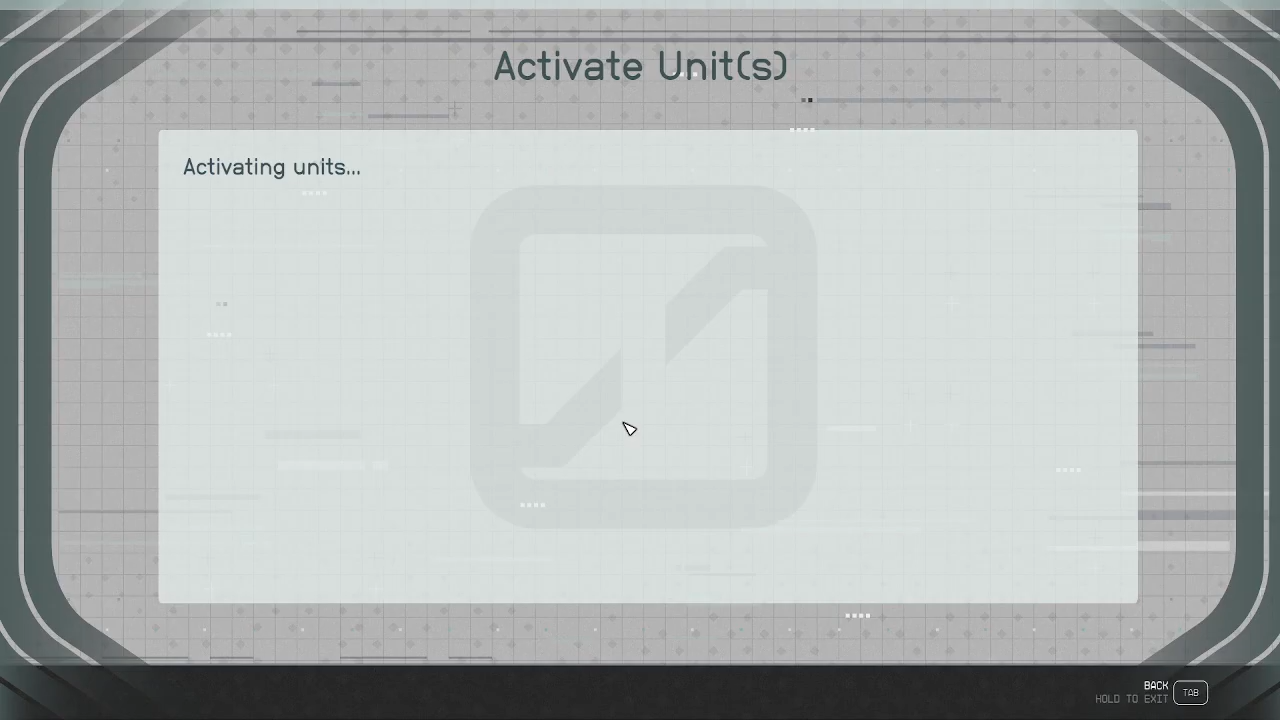 Activate Unit(s)
Activating units...
BACK
HOLD TO EXIT
TAB